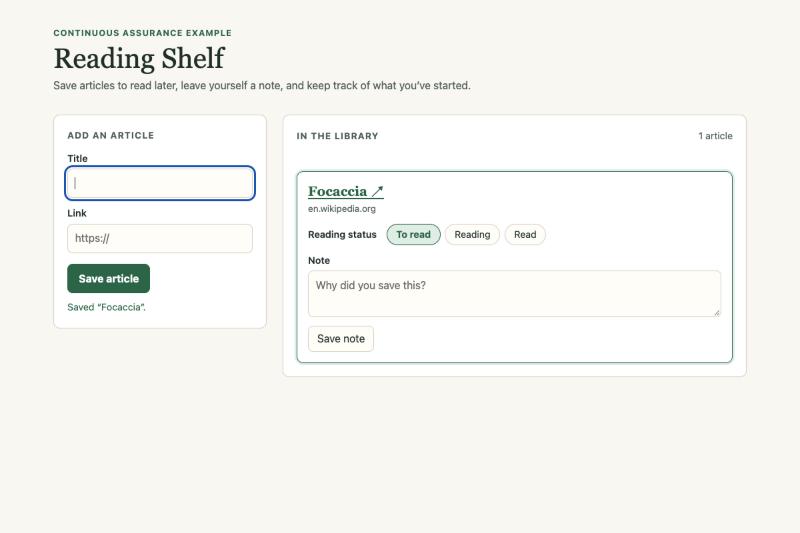 CONTINUOUS ASSURANCE EXAMPLE
Reading Shelf
Save articles to read later, leave yourself a note, and keep track of what you’ve started.
ADD AN ARTICLE
Title
Link
https://
Save article
Saved “Focaccia”.
IN THE LIBRARY
1 article
Focaccia ↗
en.wikipedia.org
Reading status To read Reading Read
Note
Why did you save this?
Save note